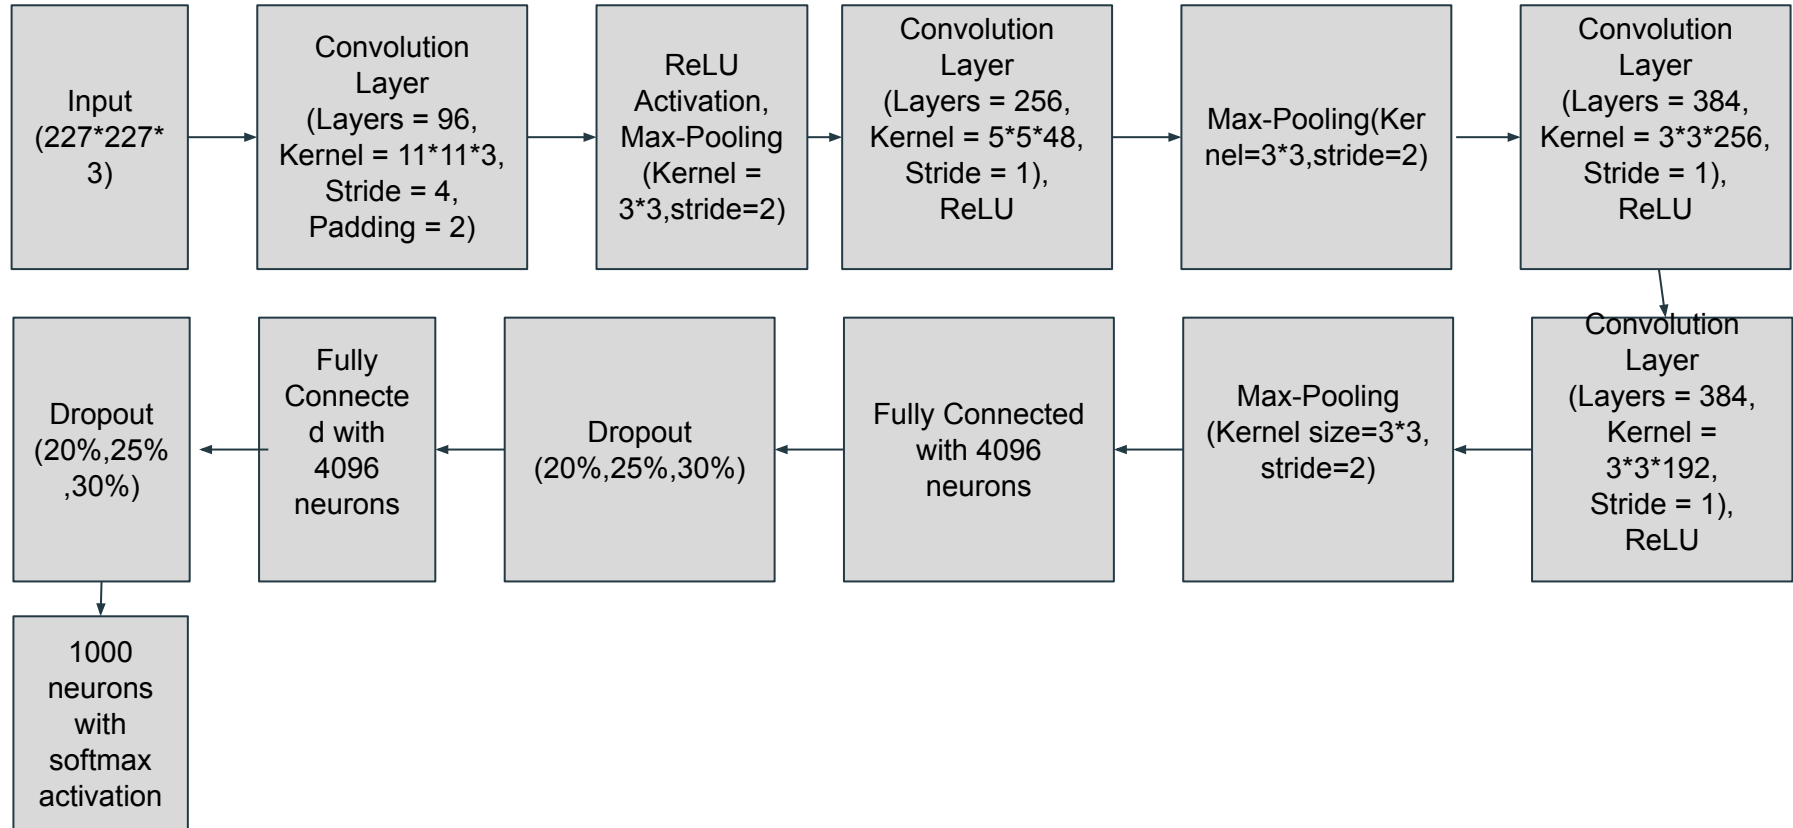 Input
(227*227*
3)
Convolution
Layer
(Layers = 96,
Kernel = 11*11*3,
Stride = 4,
Padding = 2)
ReLU
Activation,
Max-Pooling
(Kernel =
3*3,stride=2)
Convolution
Layer
(Layers = 256,
Kernel = 5*5*48,
Stride = 1),
ReLU
Max-Pooling(Ker
nel=3*3,stride=2)
Convolution
Layer
(Layers = 384,
Kernel = 3*3*256,
Stride = 1),
ReLU
Convolution
Layer
(Layers = 384,
Kernel =
3*3*192,
Stride = 1),
ReLU
Max-Pooling
(Kernel size=3*3,
stride=2)
Fully Connected
with 4096
neurons
Dropout
(20%,25%,30%)
Fully
Connecte
d with
4096
neurons
Dropout
(20%,25%
,30%)
1000
neurons
with
softmax
activation